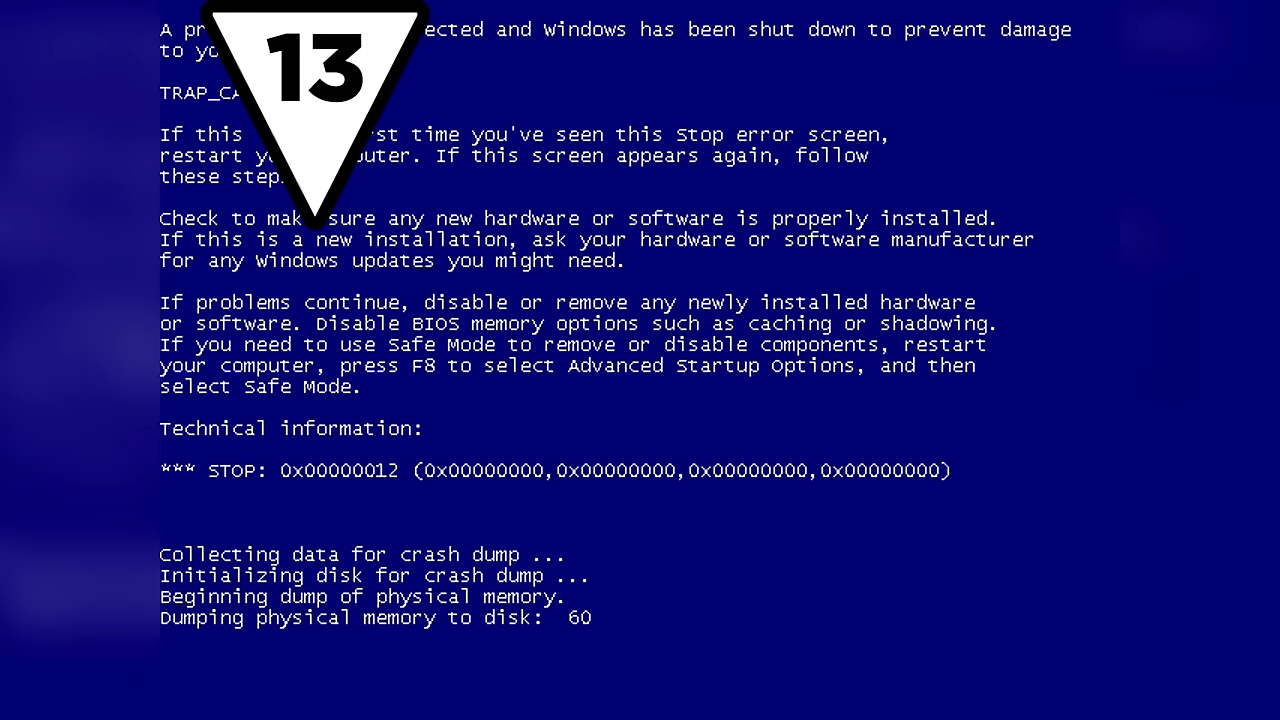 13
A pr ected and Windows has been shut down to prevent damage
to yo
TRAP_CA
If this st time you've seen this Stop error screen,
restart y uter. If this screen appears again, follow
these step
Check to mak sure any new hardware or software is properly installed.
If this is a new installation, ask your hardware or software manufacturer
for any Windows updates you might need.
If problems continue, disable or remove any newly installed hardware
or software. Disable BIOS memory options such as caching or shadowing.
If you need to use Safe Mode to remove or disable components, restart
your computer, press F8 to select Advanced Startup Options, and then
select Safe Mode.
Technical information:
*** STOP: 0x00000012 (0x00000000,0x00000000,0x00000000,0x00000000)
Collecting data for crash dump ...
Initializing disk for crash dump ...
Beginning dump of physical memory.
Dumping physical memory to disk:  60